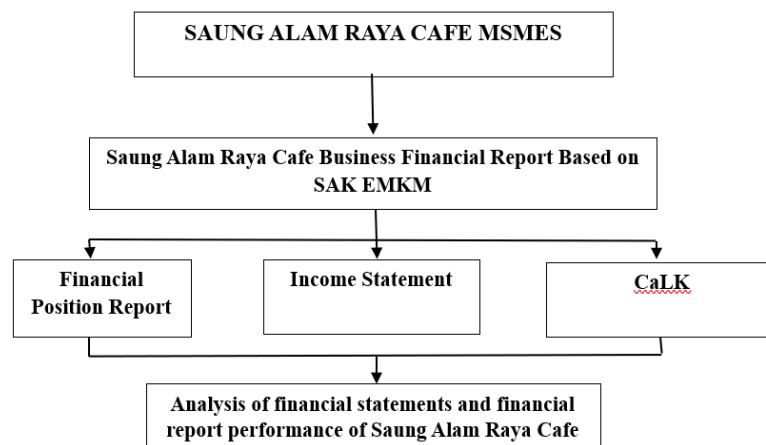 SAUNG ALAM RAYA CAFE MSMES
Saung Alam Raya Cafe Business Financial Report Based on
SAK EMKM
Financial
Position Report
Income Statement
CaLK
Analysis of financial statements and financial
report performance of Saung Alam Raya Cafe